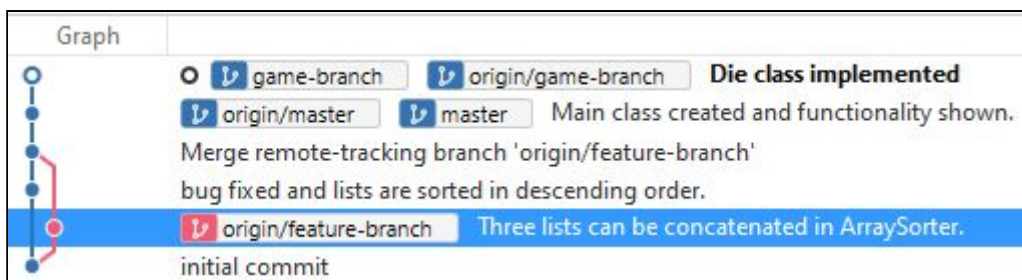 Graph
game-branch origin/game-branch Die class implemented
origin/master master Main class created and functionality shown.
Merge remote-tracking branch 'origin/feature-branch'
bug fixed and lists are sorted in descending order.
origin/feature-branch Three lists can be concatenated in ArraySorter.
initial commit